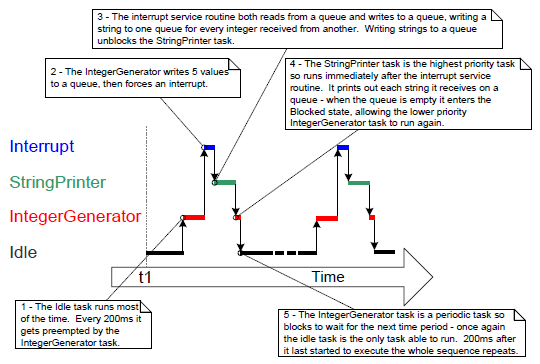 3 - The interrupt service routine both reads from a queue and writes to a queue, writing a
string to one queue for every integer received from another. Writing strings to a queue
unblocks the StringPrinter task.
2 - The IntegerGenerator writes 5 values
to a queue, then forces an interrupt.
4 - The StringPrinter task is the highest priority task
so runs immediately after the interrupt service
routine. It prints out each string it receives on a
queue - when the queue is empty it enters the
Blocked state, allowing the lower priority
IntegerGenerator task to run again.
Interrupt
StringPrinter
IntegerGenerator
Idle
t1
Time
1 - The Idle task runs most
of the time. Every 200ms it
gets preempted by the
IntegerGenerator task.
5 - The IntegerGenerator task is a periodic task so
blocks to wait for the next time period - once again
the idle task is the only task able to run. 200ms after
it last started to execute the whole sequence repeats.